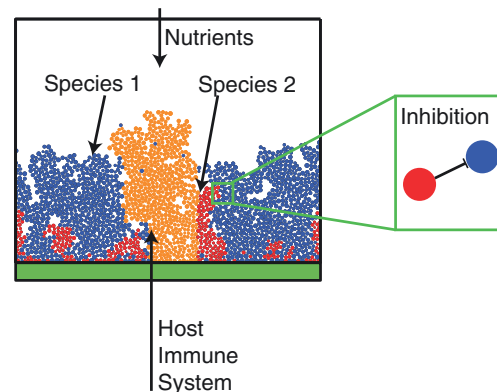 Nutrients
Species 1
Species 2
Inhibition
Host
Immune
System